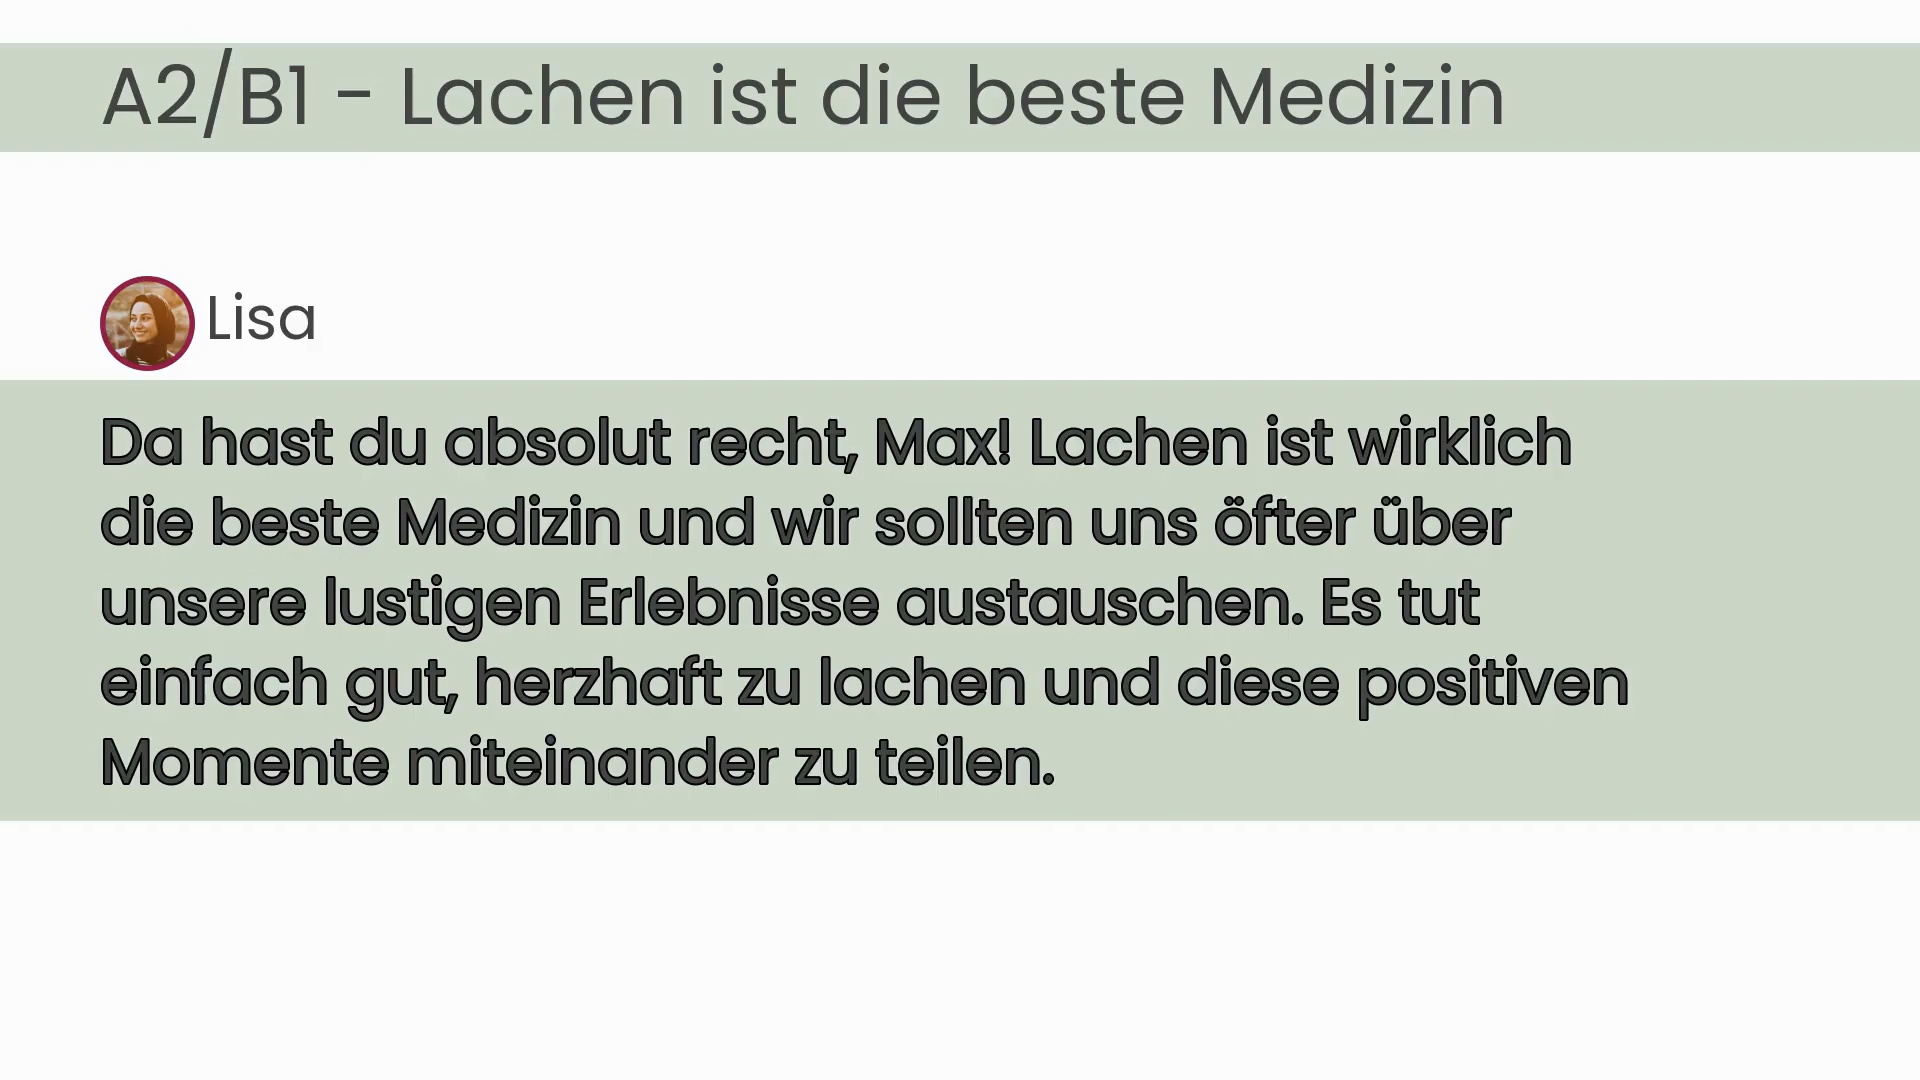 A2/B1 - Lachen ist die beste Medizin
Lisa
Da hast du absolut recht, Max! Lachen ist wirklich
die beste Medizin und wir sollten uns öfter über
unsere lustigen Erlebnisse austauschen. Es tut
einfach gut, herzhaft zu lachen und diese positiven
Momente miteinander zu teilen.